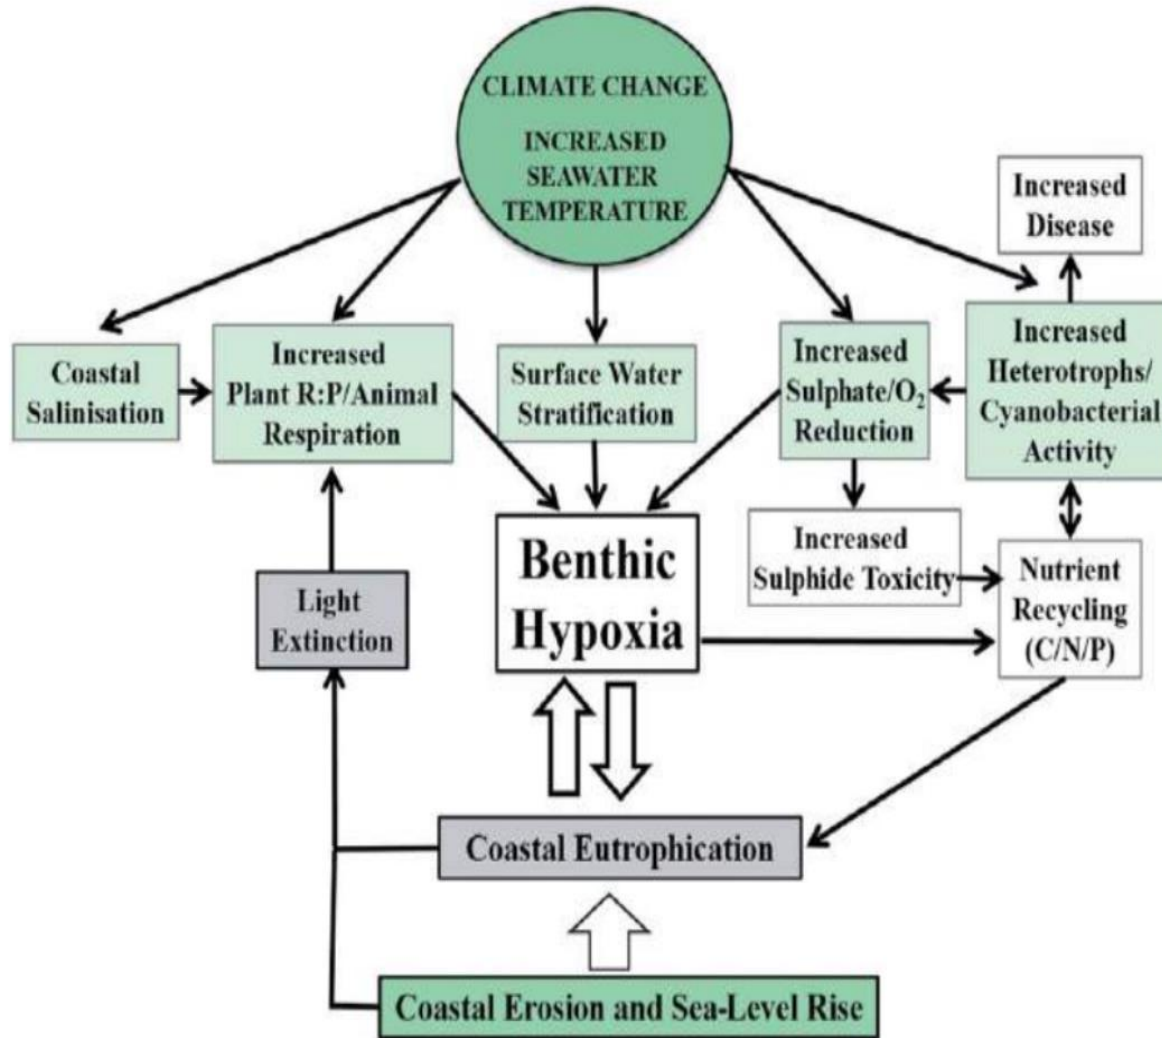 CLIMATE CHANGE
INCREASED
SEAWATER
TEMPERATURE
Increased
Disease
Coastal
Salinisation
Increased
Plant R:P/Animal
Respiration
Surface Water
Stratification
Increased
Sulphate/O₂
Reduction
Increased
Heterotrophs/
Cyanobacterial
Activity
Benthic
Hypoxia
Increased
Sulphide Toxicity
Nutrient
Recycling
(C/N/P)
Light
Extinction
Coastal Eutrophication
Coastal Erosion and Sea-Level Rise